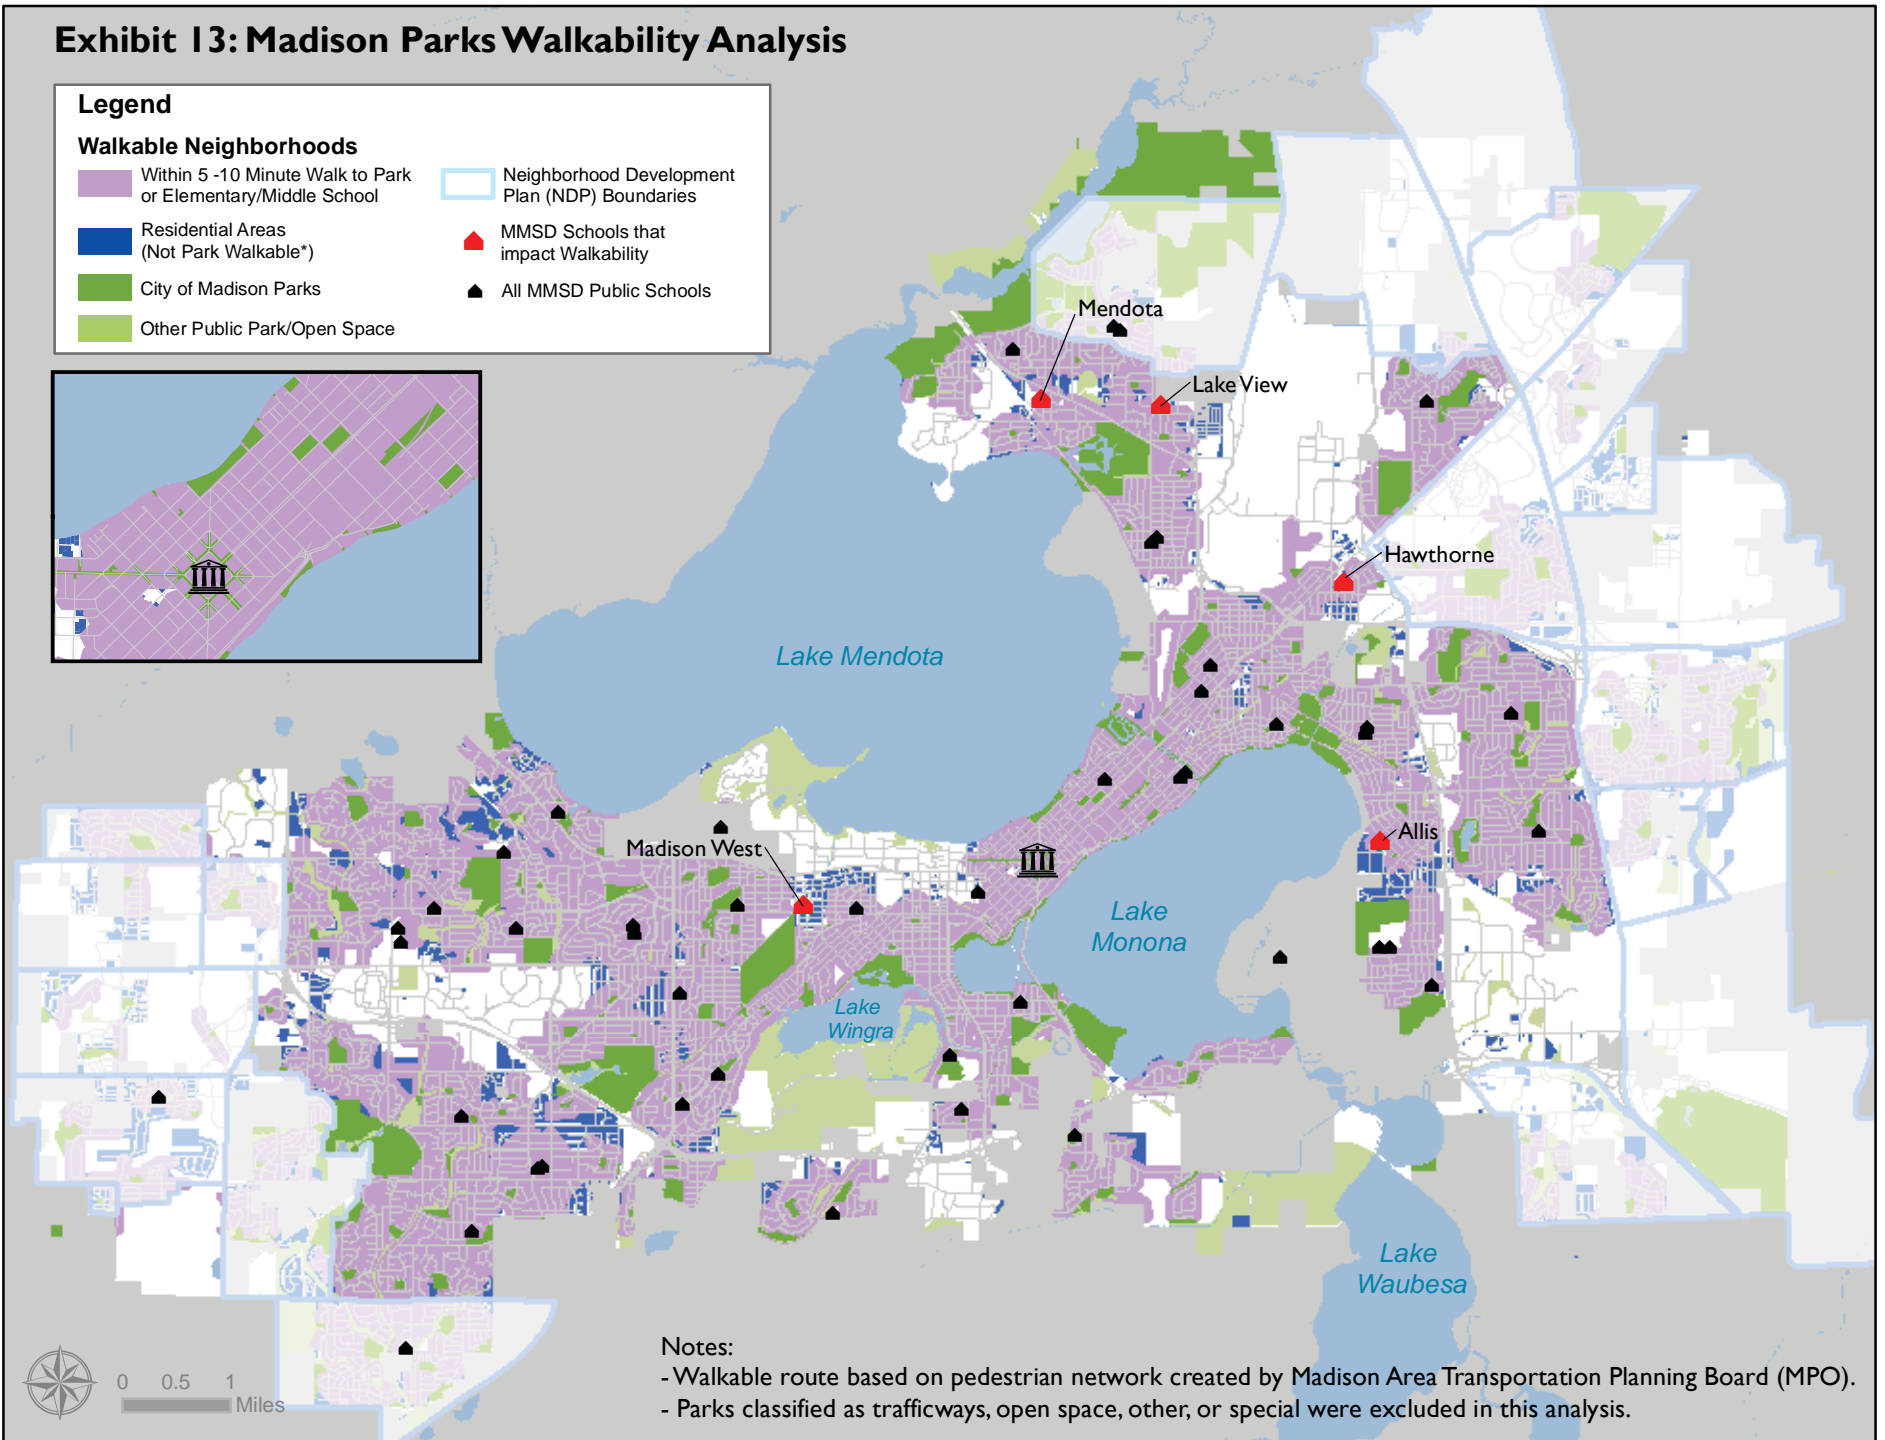 Exhibit 13: Madison Parks Walkability Analysis
Legend
Walkable Neighborhoods
Within 5 -10 Minute Walk to Park
or Elementary/Middle School
Residential Areas
(Not Park Walkable*)
City of Madison Parks
Other Public Park/Open Space
Neighborhood Development
Plan (NDP) Boundaries
MMSD Schools that
impact Walkability
All MMSD Public Schools
Mendota
Lake View
Hawthorne
Lake Mendota
Allis
Madison West
Lake
Monona
Lake
Wingra
Lake
Waubesa
0 0.5 1
Miles
Notes:
- Walkable route based on pedestrian network created by Madison Area Transportation Planning Board (MPO).
- Parks classified as trafficways, open space, other, or special were excluded in this analysis.